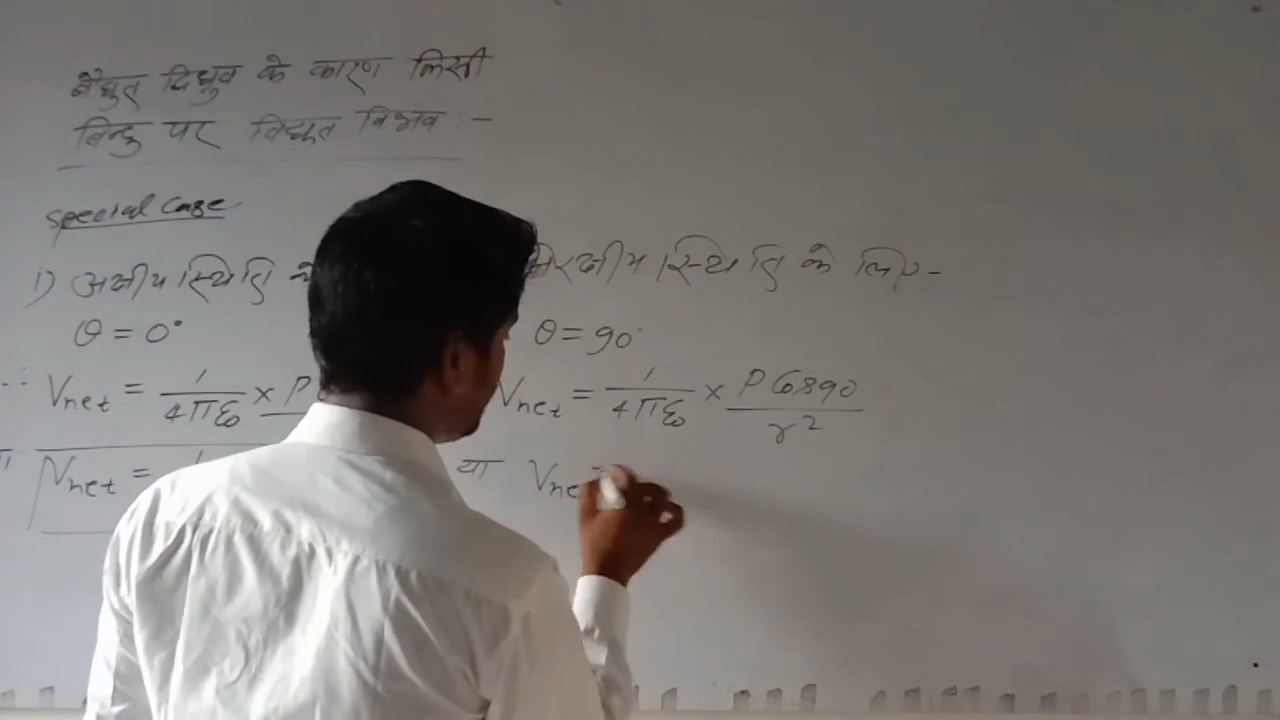 वैद्युत द्विध्रुव के कारण किसी
बिन्दु पर विद्युत विभव :-
Special Case
1) अक्षीय स्थिति के
θ = 0°
∴ Vnet = 1/4πε₀ × P
Vnet =
निरक्षीय स्थिति के लिए -
θ = 90°
Vnet = 1/4πε₀ × P Cos90/r²
या Vnet